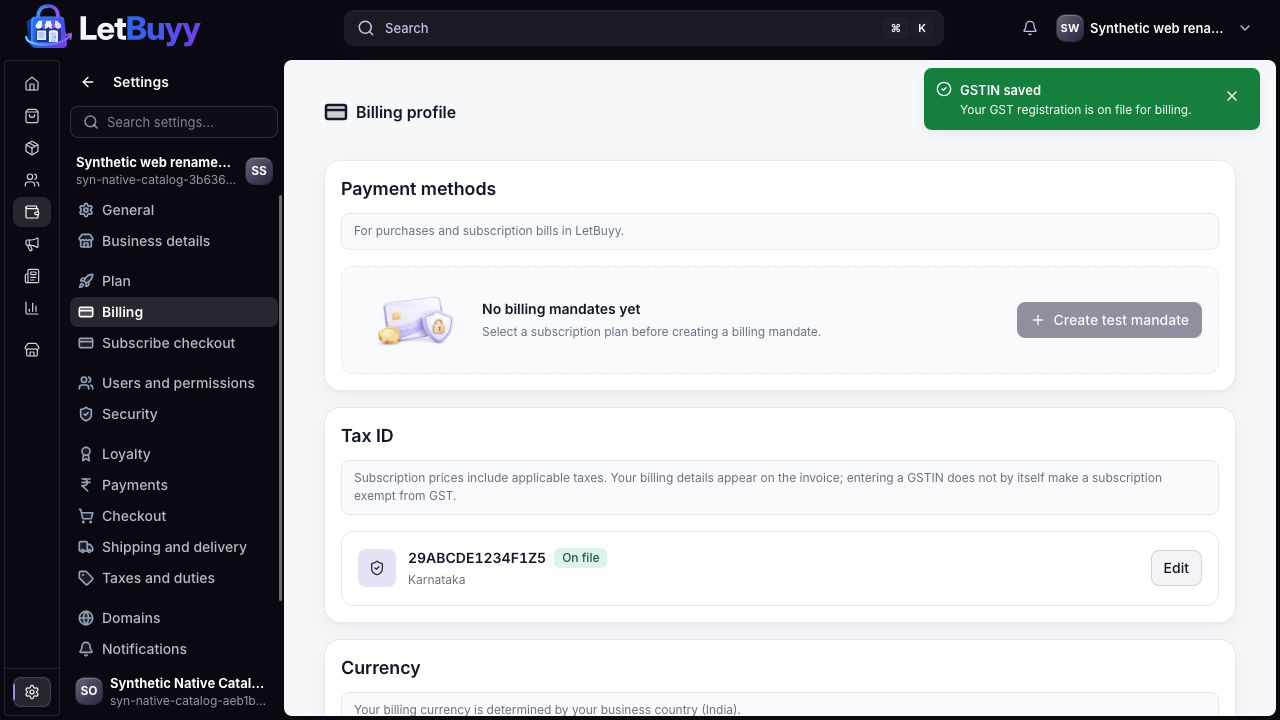 LetBuyy
Search
⌘ K
SW
Synthetic web rena...
Settings
Search settings...
Synthetic web rename...
syn-native-catalog-3b636...
SS
General
Business details
Plan
Billing
Subscribe checkout
Users and permissions
Security
Loyalty
Payments
Checkout
Shipping and delivery
Taxes and duties
Domains
Notifications
SO
Synthetic Native Catal...
syn-native-catalog-aeb1b...
Billing profile
GSTIN saved
Your GST registration is on file for billing.
Payment methods
For purchases and subscription bills in LetBuyy.
No billing mandates yet
Select a subscription plan before creating a billing mandate.
Create test mandate
Tax ID
Subscription prices include applicable taxes. Your billing details appear on the invoice; entering a GSTIN does not by itself make a subscription
exempt from GST.
29ABCDE1234F1Z5
On file
Karnataka
Edit
Currency
Your billing currency is determined by your business country (India).